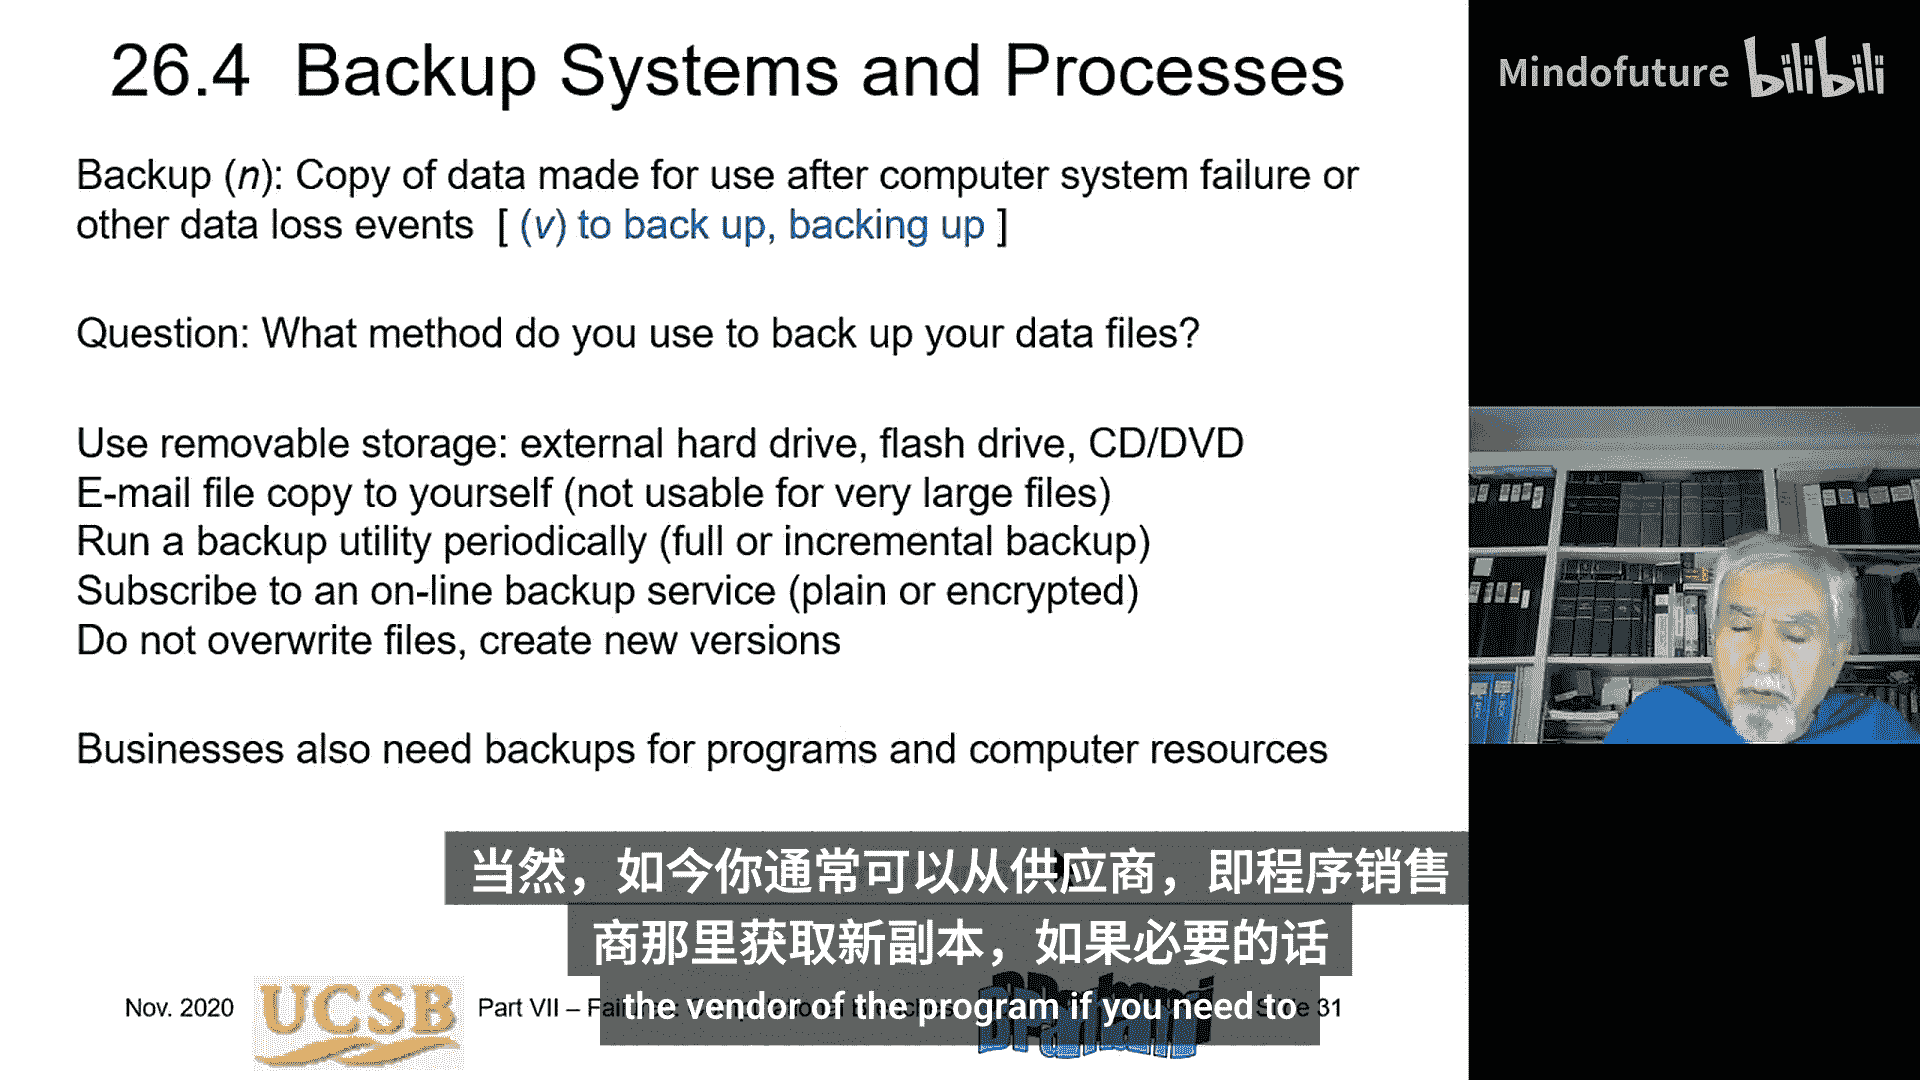 26.4 Backup Systems and Processes
Mindofuture bilibili
Backup (n): Copy of data made for use after computer system failure or
other data loss events [ (v) to back up, backing up ]
Question: What method do you use to back up your data files?
Use removable storage: external hard drive, flash drive, CD/DVD
E-mail file copy to yourself (not usable for very large files)
Run a backup utility periodically (full or incremental backup)
Subscribe to an on-line backup service (plain or encrypted)
Do not overwrite files, create new versions
Businesses also need backups for programs and computer resources
当然，如今你通常可以从供应商，即程序销售
商那里获取新副本，如果必要的话
the vendor of the program if you need to
Nov. 2020 UCSB Part VII – 31